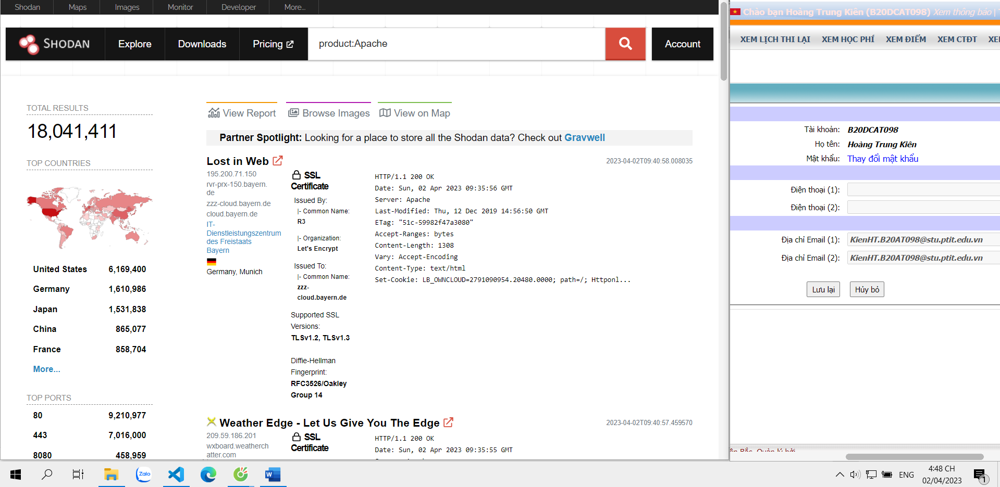 Shodan
Maps
Images
Monitor
Developer
More...
SHODAN
Explore
Downloads
Pricing
product:Apache
Account
TOTAL RESULTS
18,041,411
TOP COUNTRIES
United States 6,169,400
Germany 1,610,986
Japan 1,531,838
China 865,077
France 858,704
More...
TOP PORTS
80 9,210,977
443 7,016,000
8080 458,959
View Report
Browse Images
View on Map
Partner Spotlight: Looking for a place to store all the Shodan data? Check out Gravwell
Lost in Web
2023-04-02T09:40:58.008035
195.200.71.150
rvr-prx-150.bayern.
de
zzz-cloud.bayern.de
cloud.bayern.de
IT-
Dienstleistungszentrum
des Freistaats
Bayern
Germany, Munich
SSL
Certificate
Issued By:
|- Common Name:
R3
|- Organization:
Let's Encrypt
Issued To:
|- Common Name:
zzz-
cloud.bayern.de
Supported SSL
Versions:
TLSv1.2, TLSv1.3
Diffie-Hellman
Fingerprint:
RFC3526/Oakley
Group 14
HTTP/1.1 200 OK
Date: Sun, 02 Apr 2023 09:35:56 GMT
Server: Apache
Last-Modified: Thu, 12 Dec 2019 14:56:50 GMT
ETag: "51c-59982f47a3080"
Accept-Ranges: bytes
Content-Length: 1308
Vary: Accept-Encoding
Content-Type: text/html
Set-Cookie: LB_OWNCLOUD=2791090954.20480.0000; path=/; Httponl...
Weather Edge - Let Us Give You The Edge
2023-04-02T09:40:57.459570
209.59.186.201
wxboard.weatherch
atter.com
SSL
Certificate
HTTP/1.1 200 OK
Date: Sun, 02 Apr 2023 09:35:55 GMT
Chào bạn Hoàng Trung Kiên (B20DCAT098) Xem thông báo |
XEM LỊCH THI LẠI
XEM HỌC PHÍ
XEM ĐIỂM
XEM CTĐT
Tài khoản: B20DCAT098
Họ tên: Hoàng Trung Kiên
Mật khẩu: Thay đổi mật khẩu
Điện thoại (1):
Điện thoại (2):
Địa chỉ Email (1): KienHT.B20AT098@stu.ptit.edu.vn
Địa chỉ Email (2): KienHT.B20AT098@stu.ptit.edu.vn
Lưu lại
Hủy bỏ
Zalo
W
ENG
4:48 CH
02/04/2023
1